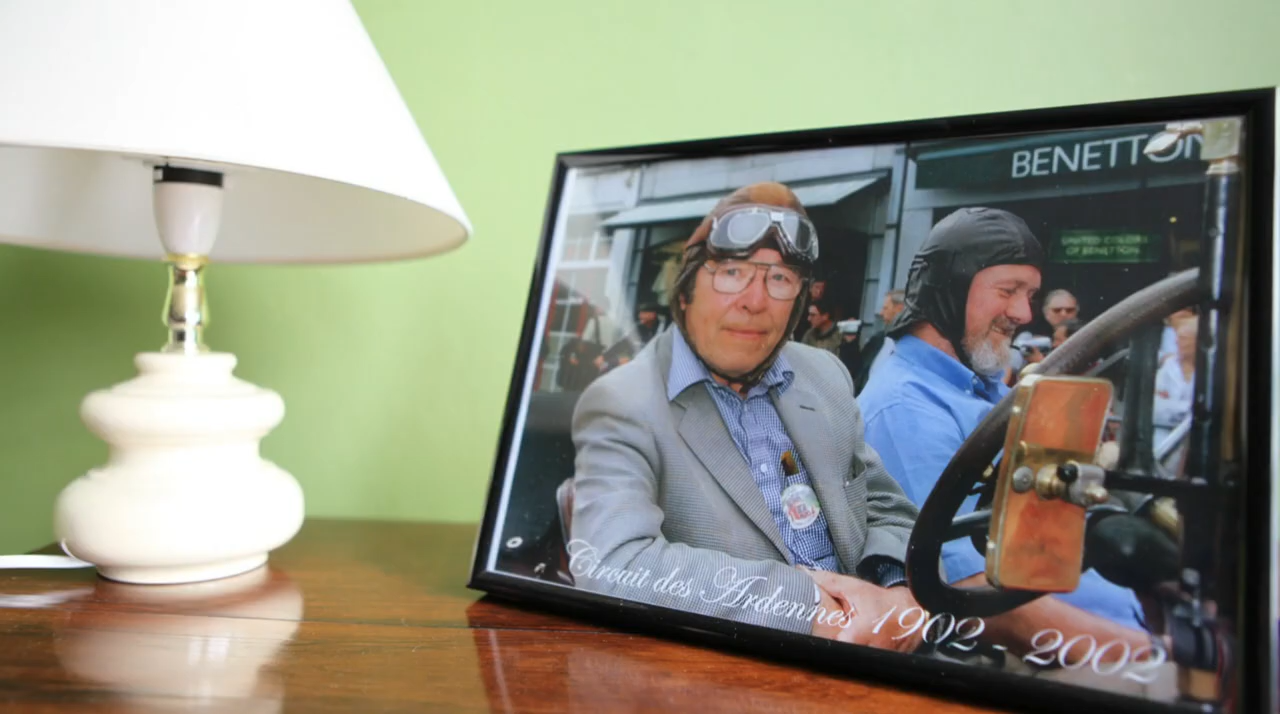 BENETTON
UNITED COLORS
OF BENETTON
Circuit des Ardennes 1902 - 2002